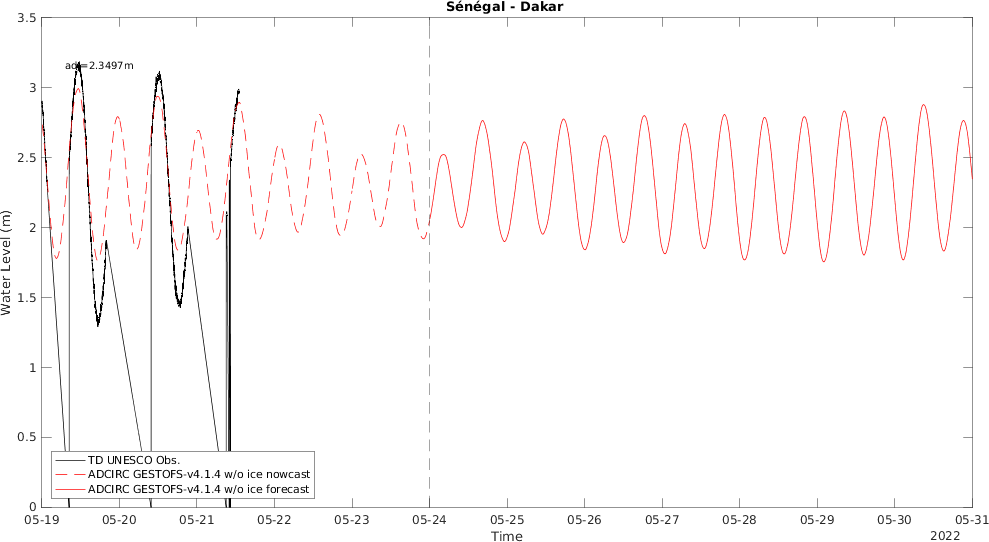 Sénégal - Dakar
3.5
3
2.5
2
1.5
1
0.5
0
Water Level (m)
=2.3497m
TD UNESCO Obs.
ADCIRC GESTOFS-v4.1.4 w/o ice nowcast
ADCIRC GESTOFS-v4.1.4 w/o ice forecast
05-19 05-20 05-21 05-22 05-23 05-24 05-25 05-26 05-27 05-28 05-29 05-30 05-31
Time
2022